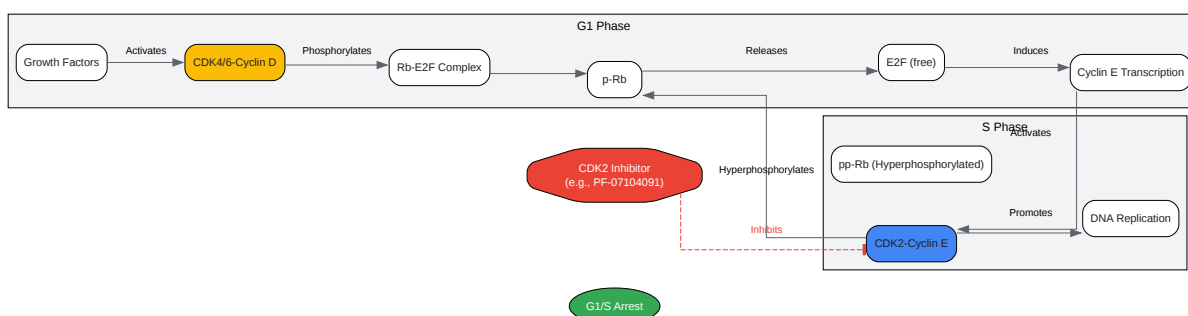 G1 Phase
Growth Factors
Activates
CDK4/6-Cyclin D
Phosphorylates
Rb-E2F Complex
p-Rb
Releases
E2F (free)
Induces
Cyclin E Transcription
S Phase
Activates
pp-Rb (Hyperphosphorylated)
CDK2 Inhibitor
(e.g., PF-07104091)
Hyperphosphorylates
Promotes
DNA Replication
Inhibits
CDK2-Cyclin E
G1/S Arrest